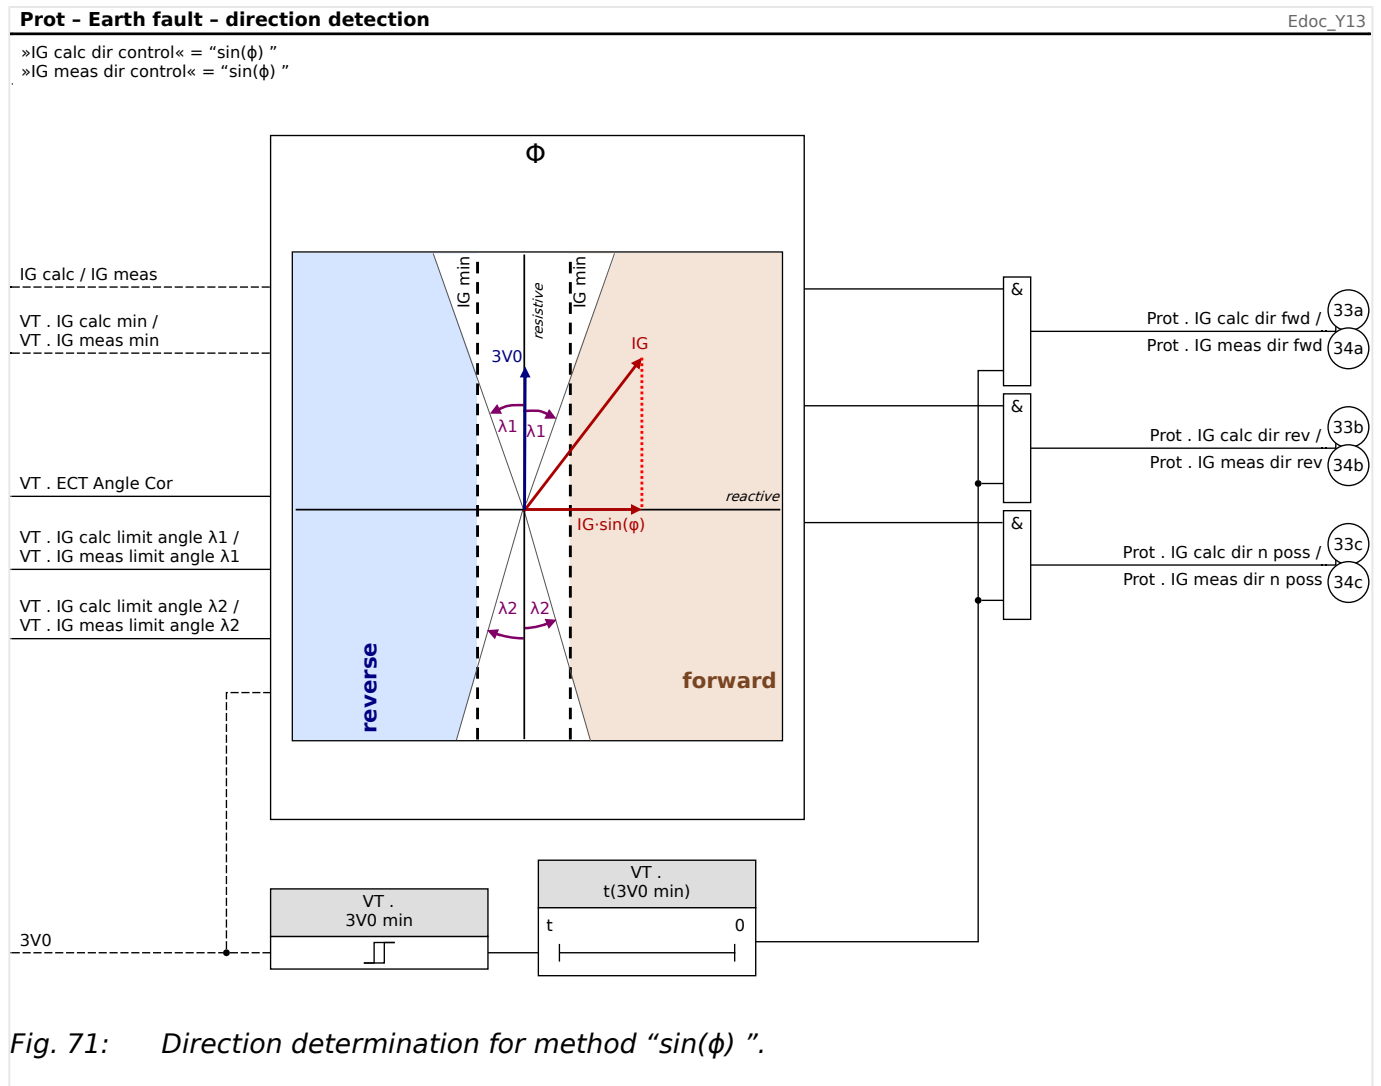 Prot – Earth fault – direction detection
Edoc_Y13
»IG calc dir control« = “sin(ϕ) ”
»IG meas dir control« = “sin(ϕ) ”
Φ
IG calc / IG meas
VT . IG calc min /
VT . IG meas min
VT . ECT Angle Cor
VT . IG calc limit angle λ1 /
VT . IG meas limit angle λ1
VT . IG calc limit angle λ2 /
VT . IG meas limit angle λ2
3V0
IG min
resistive
IG min
3V0
IG
λ1
λ1
reactive
IG·sin(φ)
λ2
λ2
reverse
forward
&
Prot . IG calc dir fwd /
33a
Prot . IG meas dir fwd
34a
&
Prot . IG calc dir rev /
33b
Prot . IG meas dir rev
34b
&
Prot . IG calc dir n poss /
33c
Prot . IG meas dir n poss
34c
VT .
3V0 min
VT .
t(3V0 min)
t
0
Fig. 71: Direction determination for method “sin(ϕ) ”.